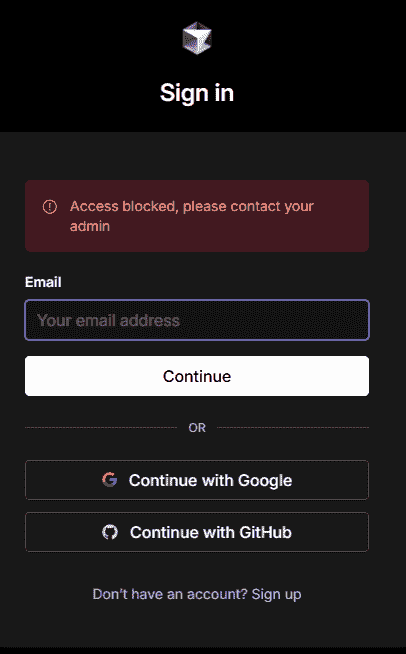 Sign in
Access blocked, please contact your
admin
Email
Your email address
Continue
OR
Continue with Google
Continue with GitHub
Don't have an account? Sign up